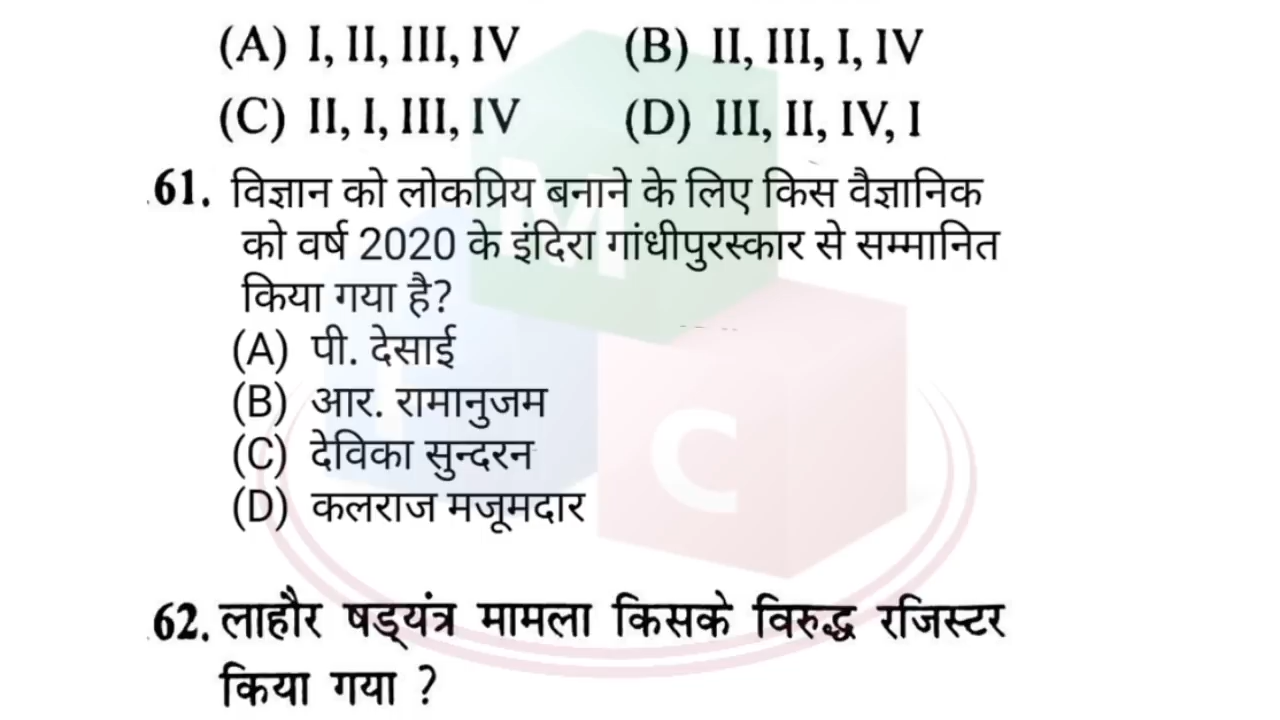 (A) I, II, III, IV (B) II, III, I, IV
(C) II, I, III, IV (D) III, II, IV, I
61. विज्ञान को लोकप्रिय बनाने के लिए किस वैज्ञानिक
को वर्ष 2020 के इंदिरा गांधीपुरस्कार से सम्मानित
किया गया है?
(A) पी. देसाई
(B) आर. रामानुजम
(C) देविका सुन्दरन
(D) कलराज मजूमदार
62. लाहौर षड्यंत्र मामला किसके विरुद्ध रजिस्टर
किया गया ?
M
C